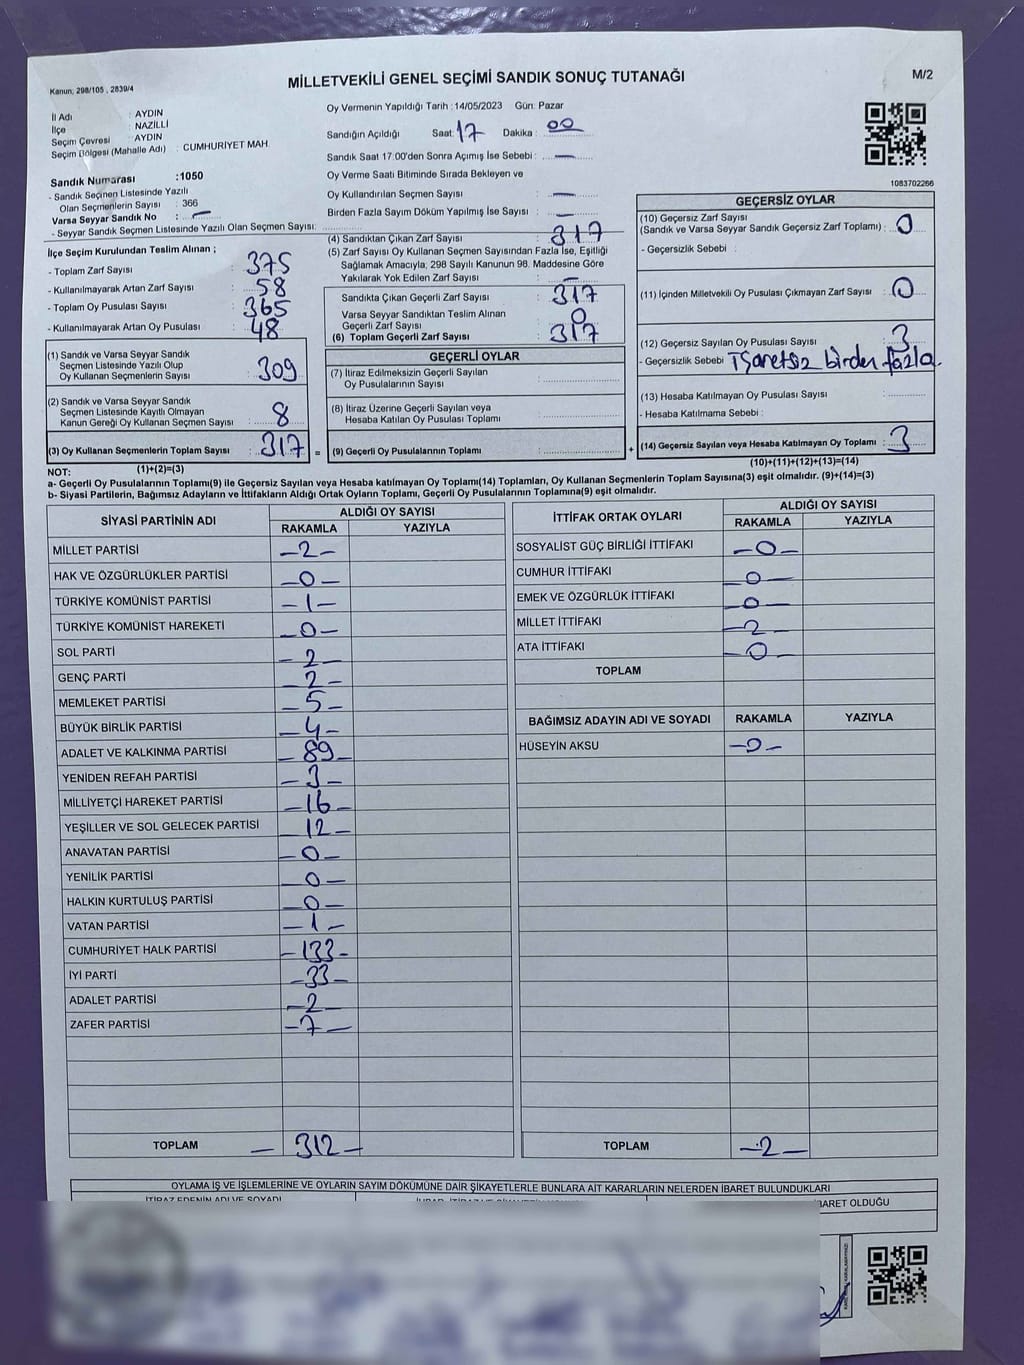 Kanun, 298/105 , 2839/4
MİLLETVEKİLİ GENEL SEÇİMİ SANDIK SONUÇ TUTANAĞI
M/2
İl Adı : AYDIN
İlçe : NAZİLLİ
Seçim Çevresi : AYDIN
Seçim Bölgesi (Mahalle Adı) : CUMHURİYET MAH.
Sandık Numarası :1050
- Sandık Seçmen Listesinde Yazılı
Olan Seçmenlerin Sayısı : 366
Varsa Seyyar Sandık No : —
- Seyyar Sandık Seçmen Listesinde Yazılı Olan Seçmen Sayısı:
Oy Vermenin Yapıldığı Tarih : 14/05/2023 Gün: Pazar
Sandığın Açıldığı Saat: 17 Dakika : 00
Sandık Saat 17:00'den Sonra Açımış İse Sebebi : —
Oy Verme Saati Bitiminde Sırada Bekleyen ve
Oy Kullandırılan Seçmen Sayısı : —
Birden Fazla Sayım Döküm Yapılmış İse Sayısı : —
1083702266
İlçe Seçim Kurulundan Teslim Alınan ;
- Toplam Zarf Sayısı : 375
- Kullanılmayarak Artan Zarf Sayısı : 58
- Toplam Oy Pusulası Sayısı : 365
- Kullanılmayarak Artan Oy Pusulası : 48
(1) Sandık ve Varsa Seyyar Sandık
Seçmen Listesinde Yazılı Olup
Oy Kullanan Seçmenlerin Sayısı : 309
(2) Sandık ve Varsa Seyyar Sandık
Seçmen Listesinde Kayıtlı Olmayan
Kanun Gereği Oy Kullanan Seçmen Sayısı : 8
(3) Oy Kullanan Seçmenlerin Toplam Sayısı : 317 =
(4) Sandıktan Çıkan Zarf Sayısı : 317
(5) Zarf Sayısı Oy Kullanan Seçmen Sayısından Fazla İse, Eşitliği
Sağlamak Amacıyla, 298 Sayılı Kanunun 98. Maddesine Göre
Yakılarak Yok Edilen Zarf Sayısı : —
Sandıkta Çıkan Geçerli Zarf Sayısı : 317
Varsa Seyyar Sandıktan Teslim Alınan
Geçerli Zarf Sayısı : 0
(6) Toplam Geçerli Zarf Sayısı : 317
GEÇERLİ OYLAR
(7) İtiraz Edilmeksizin Geçerli Sayılan
Oy Pusulalarının Sayısı :
(8) İtiraz Üzerine Geçerli Sayılan veya
Hesaba Katılan Oy Pusulası Toplamı :
(9) Geçerli Oy Pusulalarının Toplamı : +
GEÇERSİZ OYLAR
(10) Geçersiz Zarf Sayısı
(Sandık ve Varsa Seyyar Sandık Geçersiz Zarf Toplamı) : 0
- Geçersizlik Sebebi :
(11) İçinden Milletvekili Oy Pusulası Çıkmayan Zarf Sayısı : 0
(12) Geçersiz Sayılan Oy Pusulası Sayısı : 3
- Geçersizlik Sebebi : İşaretsiz birden fazla.
(13) Hesaba Katılmayan Oy Pusulası Sayısı :
- Hesaba Katılmama Sebebi :
(14) Geçersiz Sayılan veya Hesaba Katılmayan Oy Toplamı : 3
NOT: (1)+(2)=(3)
(10)+(11)+(12)+(13)=(14)
a- Geçerli Oy Pusulasının Toplamı(9) ile Geçersiz Sayılan veya Hesaba katılmayan Oy Toplamı(14) Toplamları, Oy Kullanan Seçmenlerin Toplam Sayısına(3) eşit olmalıdır. (9)+(14)=(3)
b- Siyasi Partilerin, Bağımsız Adayların ve İttifakların Aldığı Ortak Oyların Toplamı, Geçerli Oy Pusulalarının Toplamına(9) eşit olmalıdır.
SİYASİ PARTİNİN ADI ALDIĞI OY SAYISI
RAKAMLA YAZIYLA
MİLLET PARTİSİ –2–
HAK VE ÖZGÜRLÜKLER PARTİSİ –0–
TÜRKİYE KOMÜNİST PARTİSİ –1–
TÜRKİYE KOMÜNİST HAREKETİ –0–
SOL PARTİ –2–
GENÇ PARTİ –2–
MEMLEKET PARTİSİ –5–
BÜYÜK BİRLİK PARTİSİ –4–
ADALET VE KALKINMA PARTİSİ –89–
YENİDEN REFAH PARTİSİ –3–
MİLLİYETÇİ HAREKET PARTİSİ –16–
YEŞİLLER VE SOL GELECEK PARTİSİ –12–
ANAVATAN PARTİSİ –0–
YENİLİK PARTİSİ –0–
HALKIN KURTULUŞ PARTİSİ –0–
VATAN PARTİSİ –1–
CUMHURİYET HALK PARTİSİ –133–
İYİ PARTİ –33–
ADALET PARTİSİ –2–
ZAFER PARTİSİ –7–
TOPLAM – 312 –
İTTİFAK ORTAK OYLARI ALDIĞI OY SAYISI
RAKAMLA YAZIYLA
SOSYALİST GÜÇ BİRLİĞİ İTTİFAKI –0–
CUMHUR İTTİFAKI –0–
EMEK VE ÖZGÜRLÜK İTTİFAKI –0–
MİLLET İTTİFAKI –2–
ATA İTTİFAKI –0–
TOPLAM
BAĞIMSIZ ADAYIN ADI VE SOYADI RAKAMLA YAZIYLA
HÜSEYİN AKSU –0–
TOPLAM –2–
OYLAMA İŞ VE İŞLEMLERİNE VE OYLARIN SAYIM DÖKÜMÜNE DAİR ŞİKAYETLERLE BUNLARA AİT KARARLARIN NELERDEN İBARET BULUNDUKLARI
İTİRAZ EDENİN ADI VE SOYADI
İBARET OLDUĞU